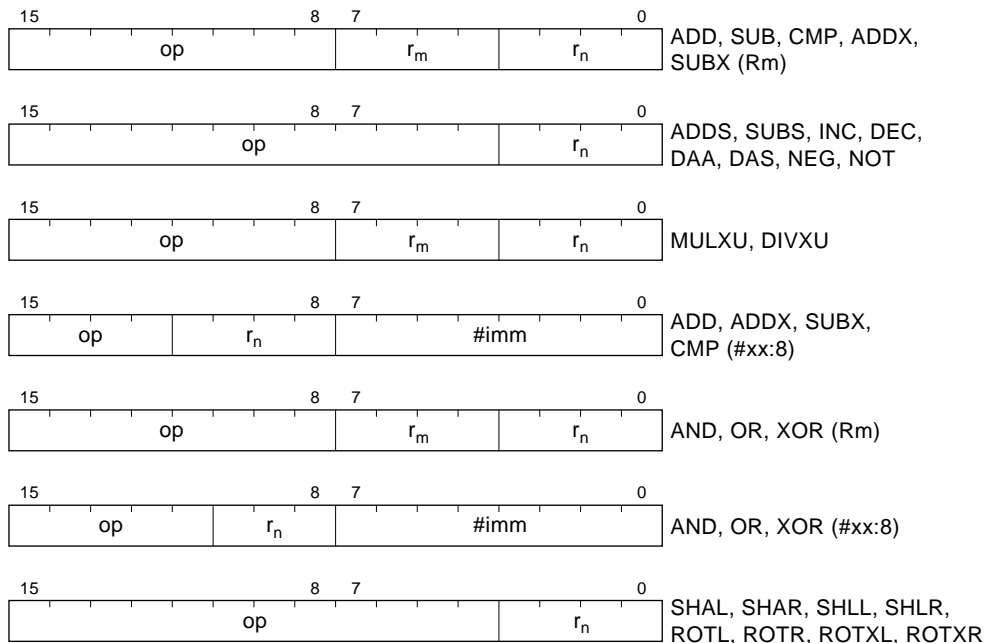 15 8 7 0
op rm rn ADD, SUB, CMP, ADDX,
SUBX (Rm)
15 8 7 0
op rn ADDS, SUBS, INC, DEC,
DAA, DAS, NEG, NOT
15 8 7 0
op rm rn MULXU, DIVXU
15 8 7 0
op rn #imm ADD, ADDX, SUBX,
CMP (#xx:8)
15 8 7 0
op rm rn AND, OR, XOR (Rm)
15 8 7 0
op rn #imm AND, OR, XOR (#xx:8)
15 8 7 0
op rn SHAL, SHAR, SHLL, SHLR,
ROTL, ROTR, ROTXL, ROTXR